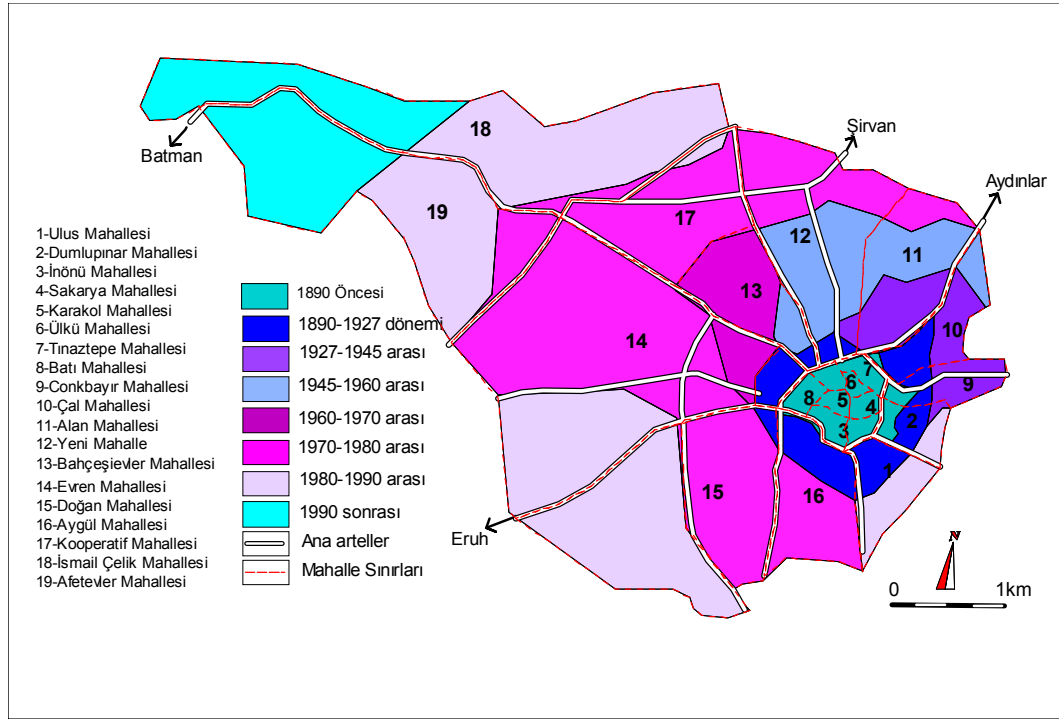 1-Ulus Mahallesi
2-Dumlupınar Mahallesi
3-İnönü Mahallesi
4-Sakarya Mahallesi
5-Karakol Mahallesi
6-Ülkü Mahallesi
7-Tınaztepe Mahallesi
8-Batı Mahallesi
9-Conkbayır Mahallesi
10-Çal Mahallesi
11-Alan Mahallesi
12-Yeni Mahalle
13-Bahçeşievler Mahallesi
14-Evren Mahallesi
15-Doğan Mahallesi
16-Aygül Mahallesi
17-Kooperatif Mahallesi
18-İsmail Çelik Mahallesi
19-Afetevler Mahallesi
1890 Öncesi
1890-1927 dönemi
1927-1945 arası
1945-1960 arası
1960-1970 arası
1970-1980 arası
1980-1990 arası
1990 sonrası
Ana arteller
Mahalle Sınırları
Batman
Şirvan
Aydınlar
Eruh
18
19
17
12
11
13
14
10
7
6
9
8
5
4
2
3
1
15
16
N
0 1km